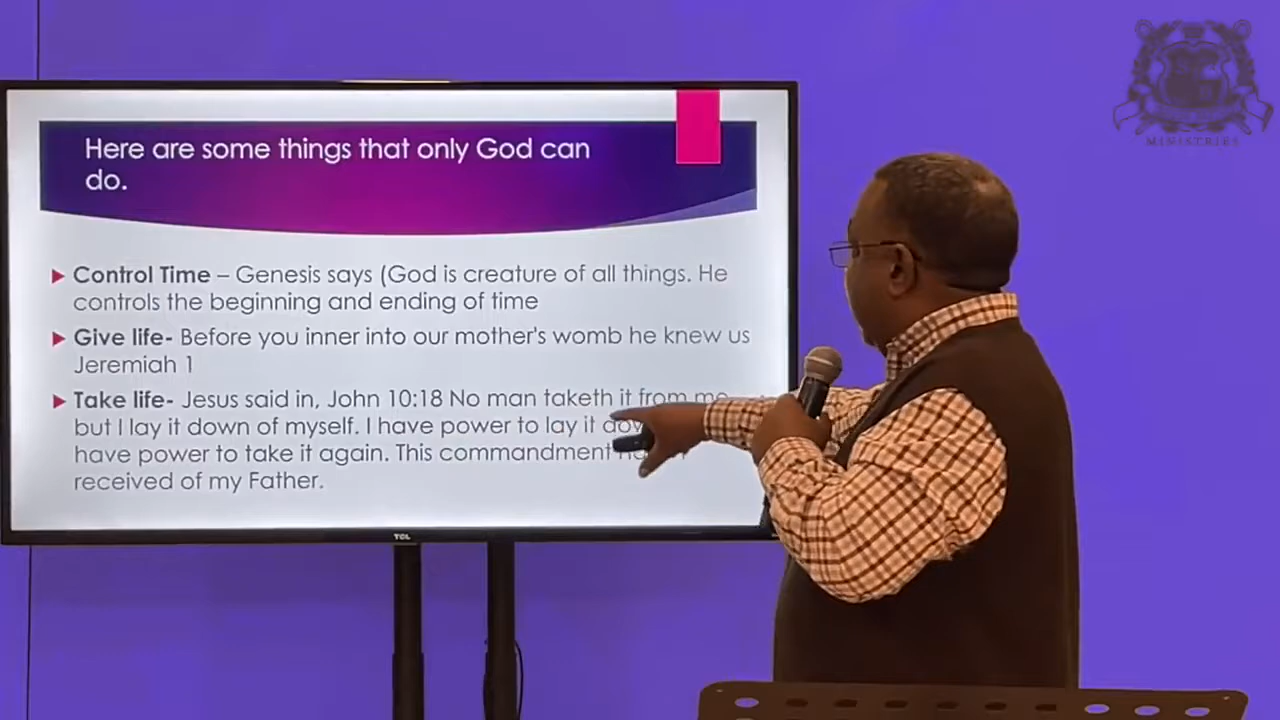 Here are some things that only God can
do.
Control Time – Genesis says (God is creature of all things. He
controls the beginning and ending of time
Give life- Before you inner into our mother's womb he knew us
Jeremiah 1
Take life- Jesus said in, John 10:18 No man taketh it from me
but I lay it down of myself. I have power to lay it
have power to take it again. This commandment
received of my Father.
TCL
MINISTRIES